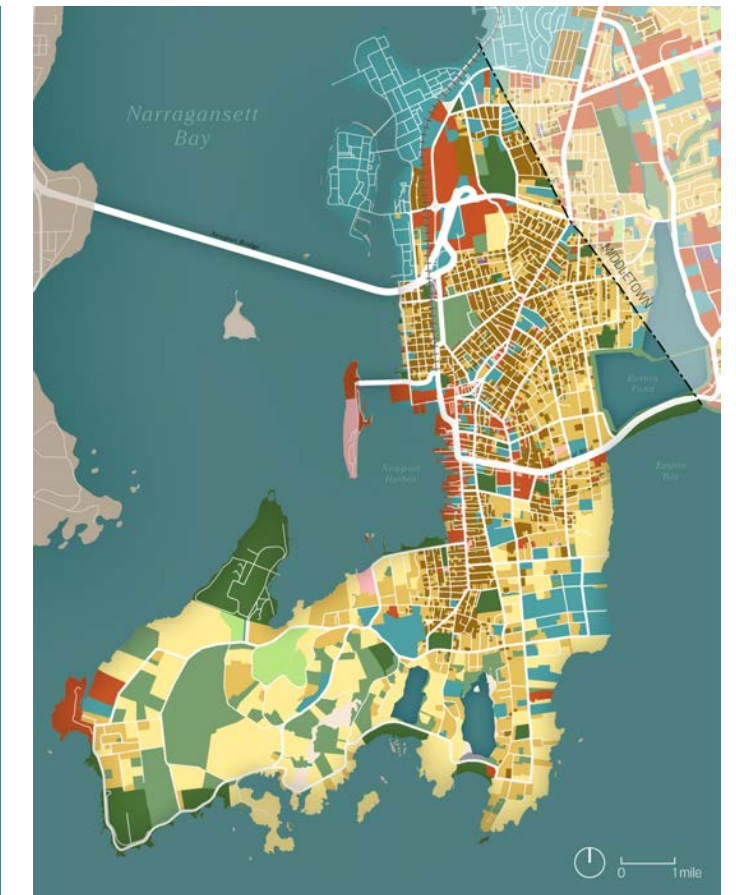 Narragansett
Bay
Newport Bridge
MIDDLETOWN
Easton
Pond
Newport
Harbor
Easton
Bay
0 1 mile